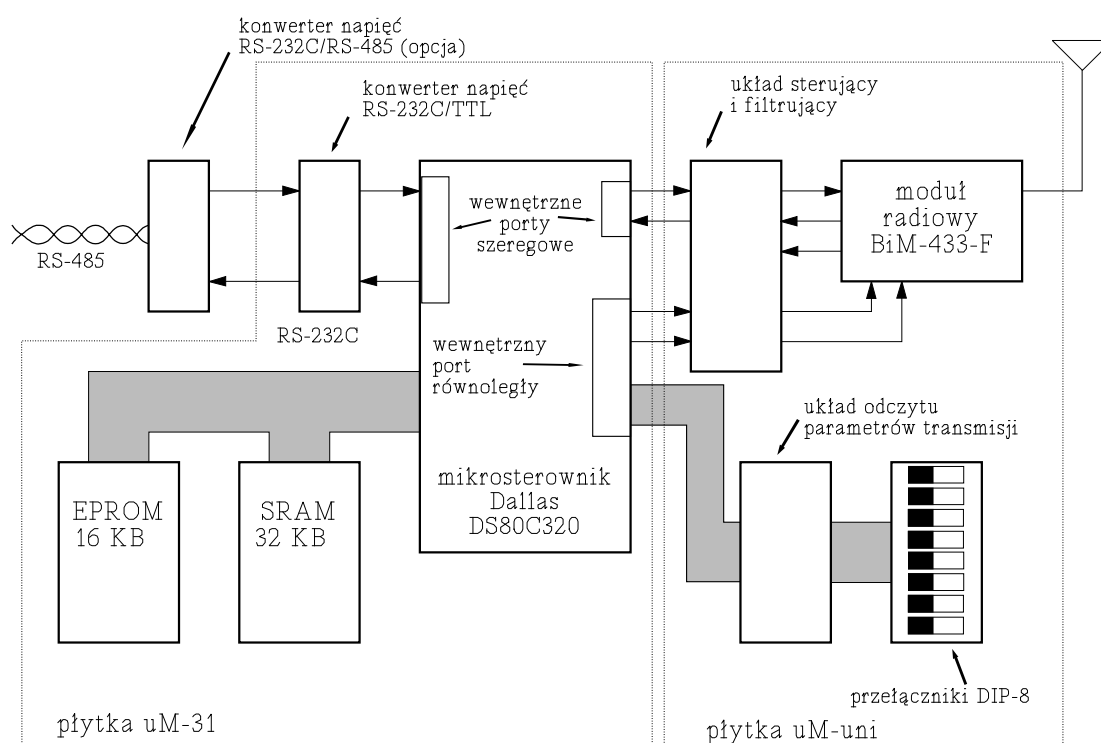 konwerter napięć
RS-232C/RS-485 (opcja)
konwerter napięć
RS-232C/TTL
układ sterujący
i filtrujący
wewnętrzne
porty
szeregowe
moduł
radiowy
BiM-433-F
RS-485
RS-232C
wewnętrzny
port
równoległy
układ odczytu
parametrów transmisji
EPROM
16 KB
SRAM
32 KB
mikrosterownik
Dallas
DS80C320
przełączniki DIP-8
płytka uM-31
płytka uM-uni